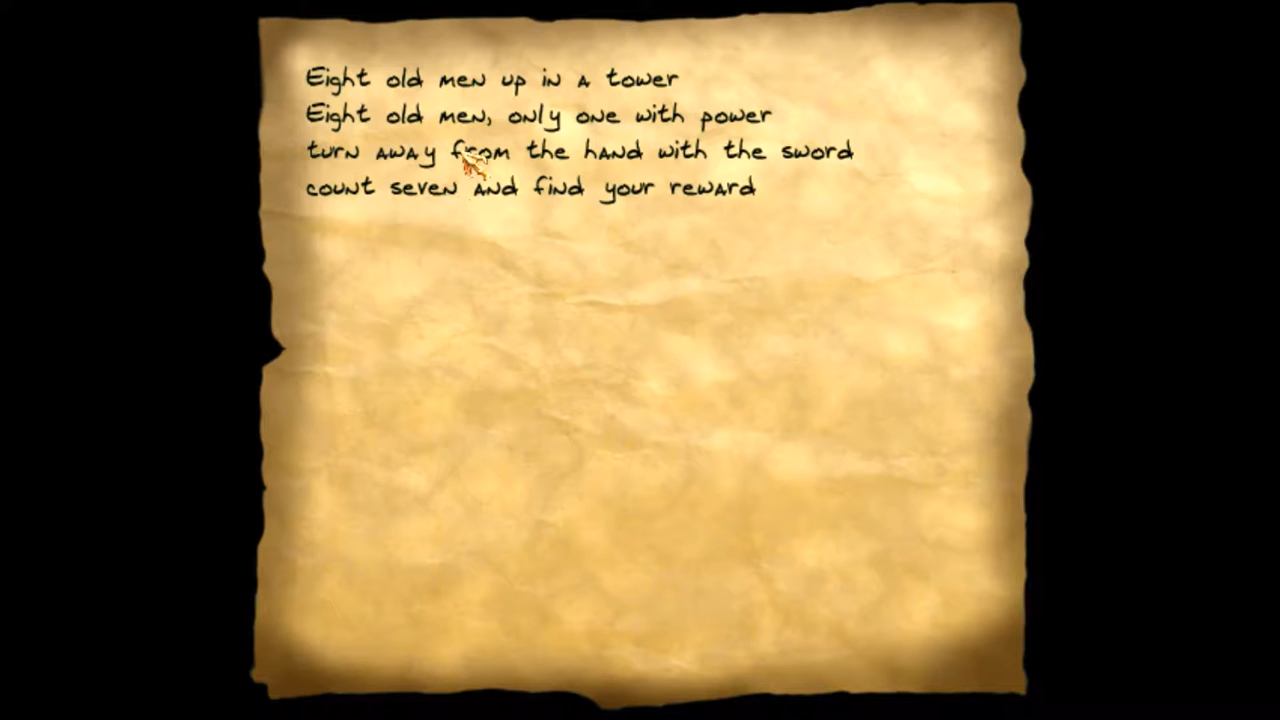 Eight old men up in a tower
Eight old men, only one with power
turn away from the hand with the sword
count seven and find your reward